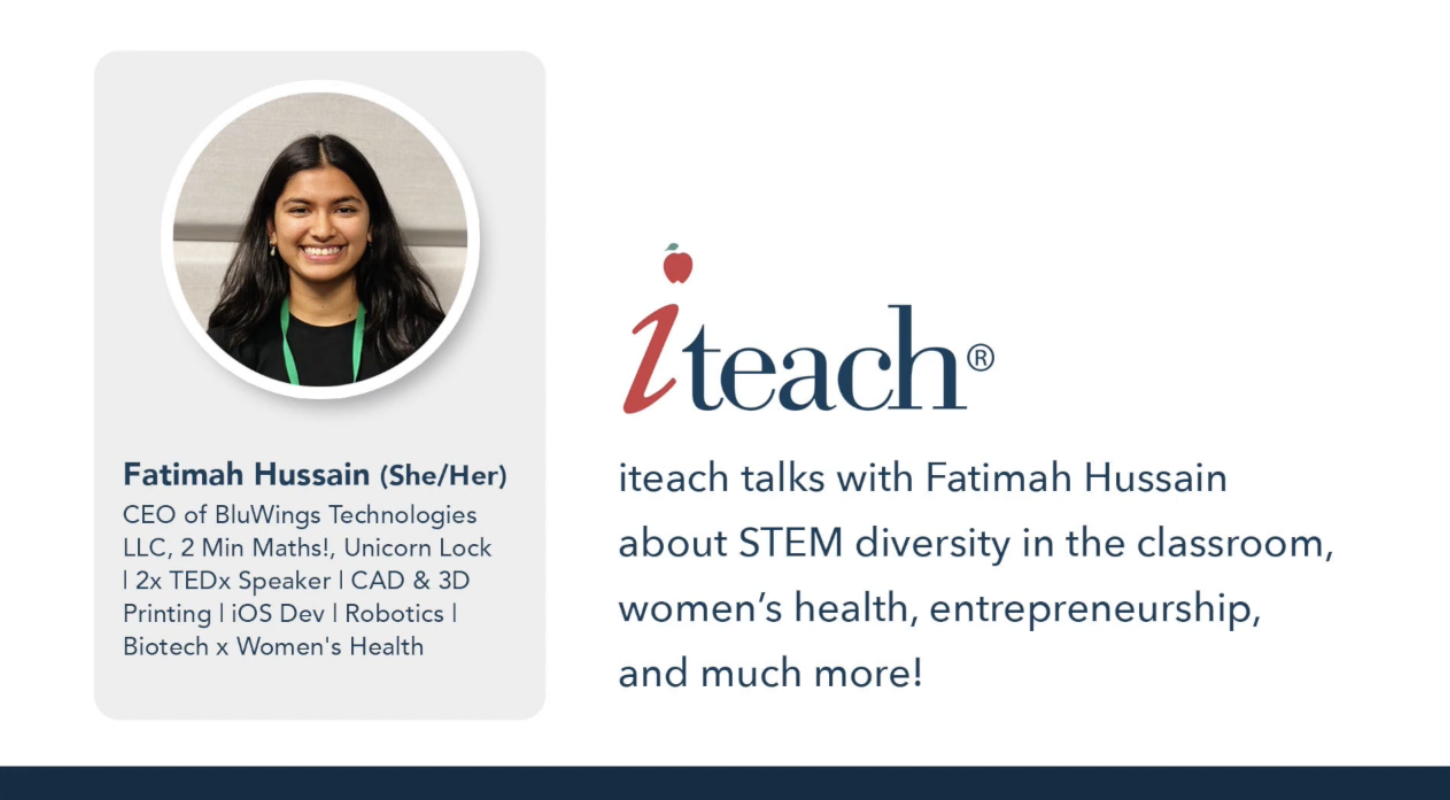 Fatimah Hussain (She/Her)
CEO of BluWings Technologies
LLC, 2 Min Maths!, Unicorn Lock
| 2x TEDx Speaker | CAD & 3D
Printing | iOS Dev | Robotics |
Biotech x Women's Health
iteach®
iteach talks with Fatimah Hussain
about STEM diversity in the classroom,
women’s health, entrepreneurship,
and much more!